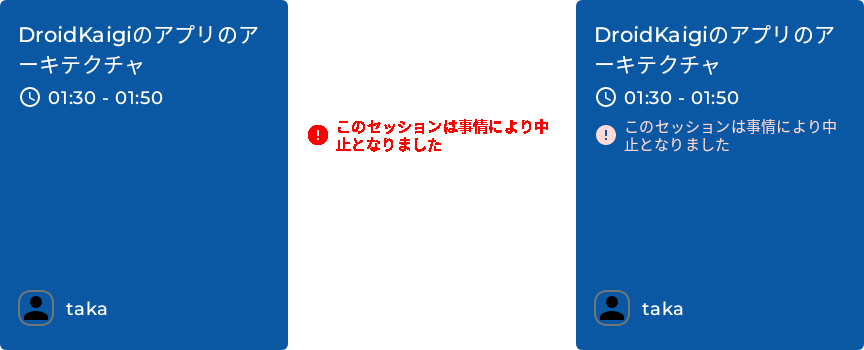 DroidKaigiのアプリのア
ーキテクチャ
01:30 - 01:50
taka
このセッションは事情により中
止となりました
DroidKaigiのアプリのア
ーキテクチャ
01:30 - 01:50
このセッションは事情により中
止となりました
taka